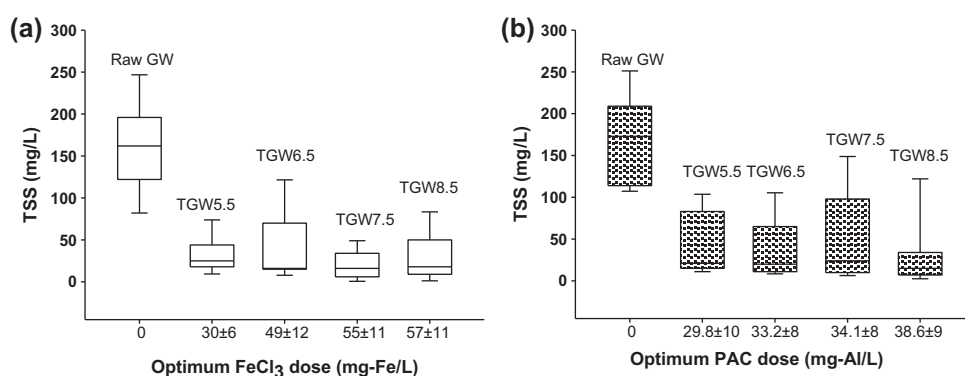 (a)
300
250
200
150
100
50
0
TSS (mg/L)
Raw GW
TGW5.5
TGW6.5
TGW7.5
TGW8.5
0 30±6 49±12 55±11 57±11
Optimum FeCl3 dose (mg-Fe/L)
(b)
300
250
200
150
100
50
0
TSS (mg/L)
Raw GW
TGW5.5
TGW6.5
TGW7.5
TGW8.5
0 29.8±10 33.2±8 34.1±8 38.6±9
Optimum PAC dose (mg-Al/L)